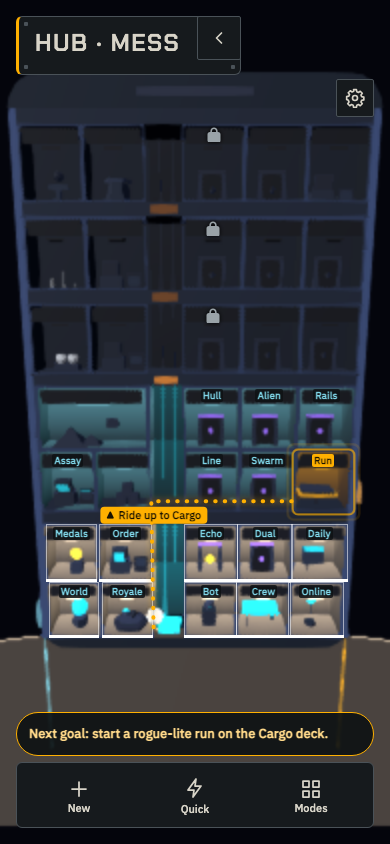 HUB · MESS
Hull Alien Rails
Assay Line Swarm Run
▲ Ride up to Cargo
Medals Order Echo Dual Daily
World Royale Bot Crew Online
Next goal: start a rogue-lite run on the Cargo deck.
New Quick Modes